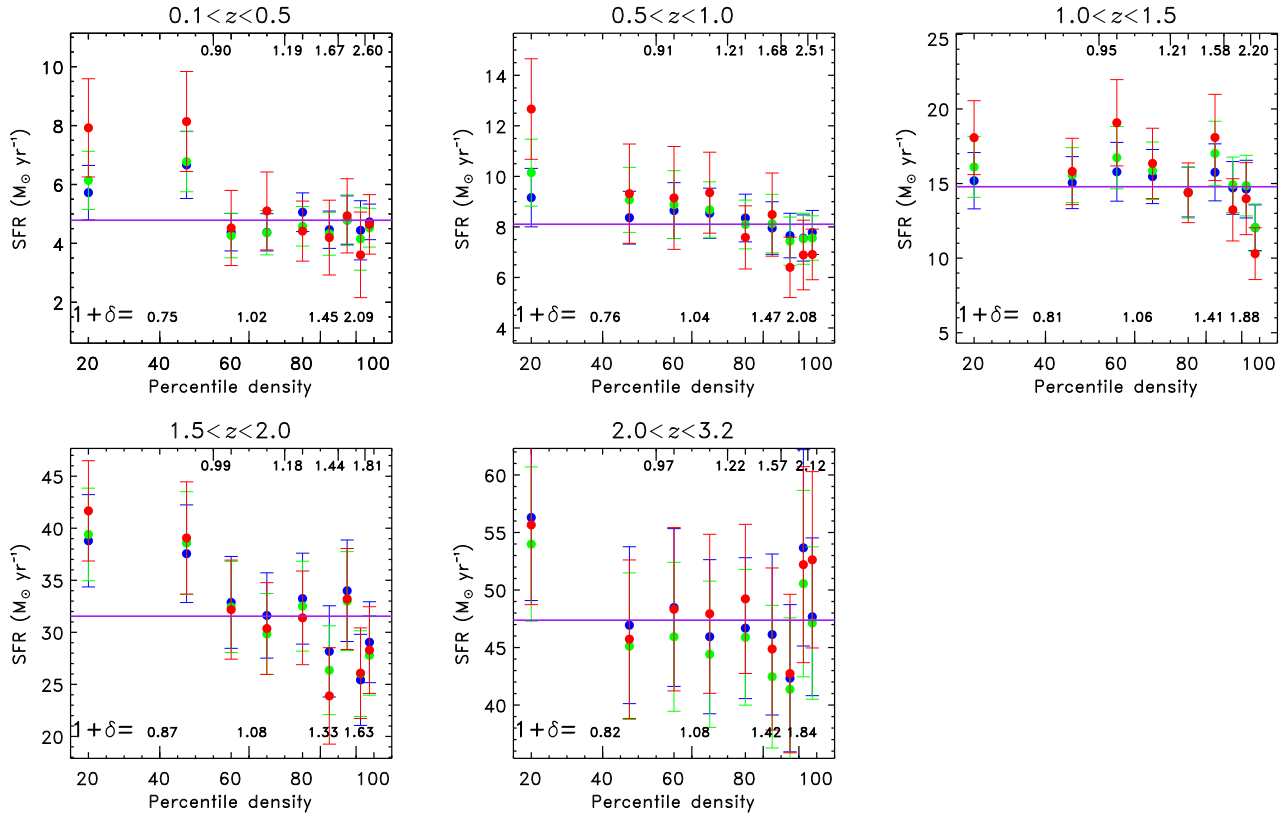 0.1<z<0.5
0.90 1.19 1.67 2.60
10
8
6
4
2
SFR (M⊙ yr⁻¹)
1+δ= 0.75 1.02 1.45 2.09
20 40 60 80 100
Percentile density
0.5<z<1.0
0.91 1.21 1.68 2.51
14
12
10
8
6
4
SFR (M⊙ yr⁻¹)
1+δ= 0.76 1.04 1.47 2.08
20 40 60 80 100
Percentile density
1.0<z<1.5
0.95 1.21 1.58 2.20
25
20
15
10
5
SFR (M⊙ yr⁻¹)
1+δ= 0.81 1.06 1.41 1.88
20 40 60 80 100
Percentile density
1.5<z<2.0
0.99 1.18 1.44 1.81
45
40
35
30
25
20
SFR (M⊙ yr⁻¹)
1+δ= 0.87 1.08 1.33 1.63
20 40 60 80 100
Percentile density
2.0<z<3.2
0.97 1.22 1.57 2.12
60
55
50
45
40
SFR (M⊙ yr⁻¹)
1+δ= 0.82 1.08 1.42 1.84
20 40 60 80 100
Percentile density